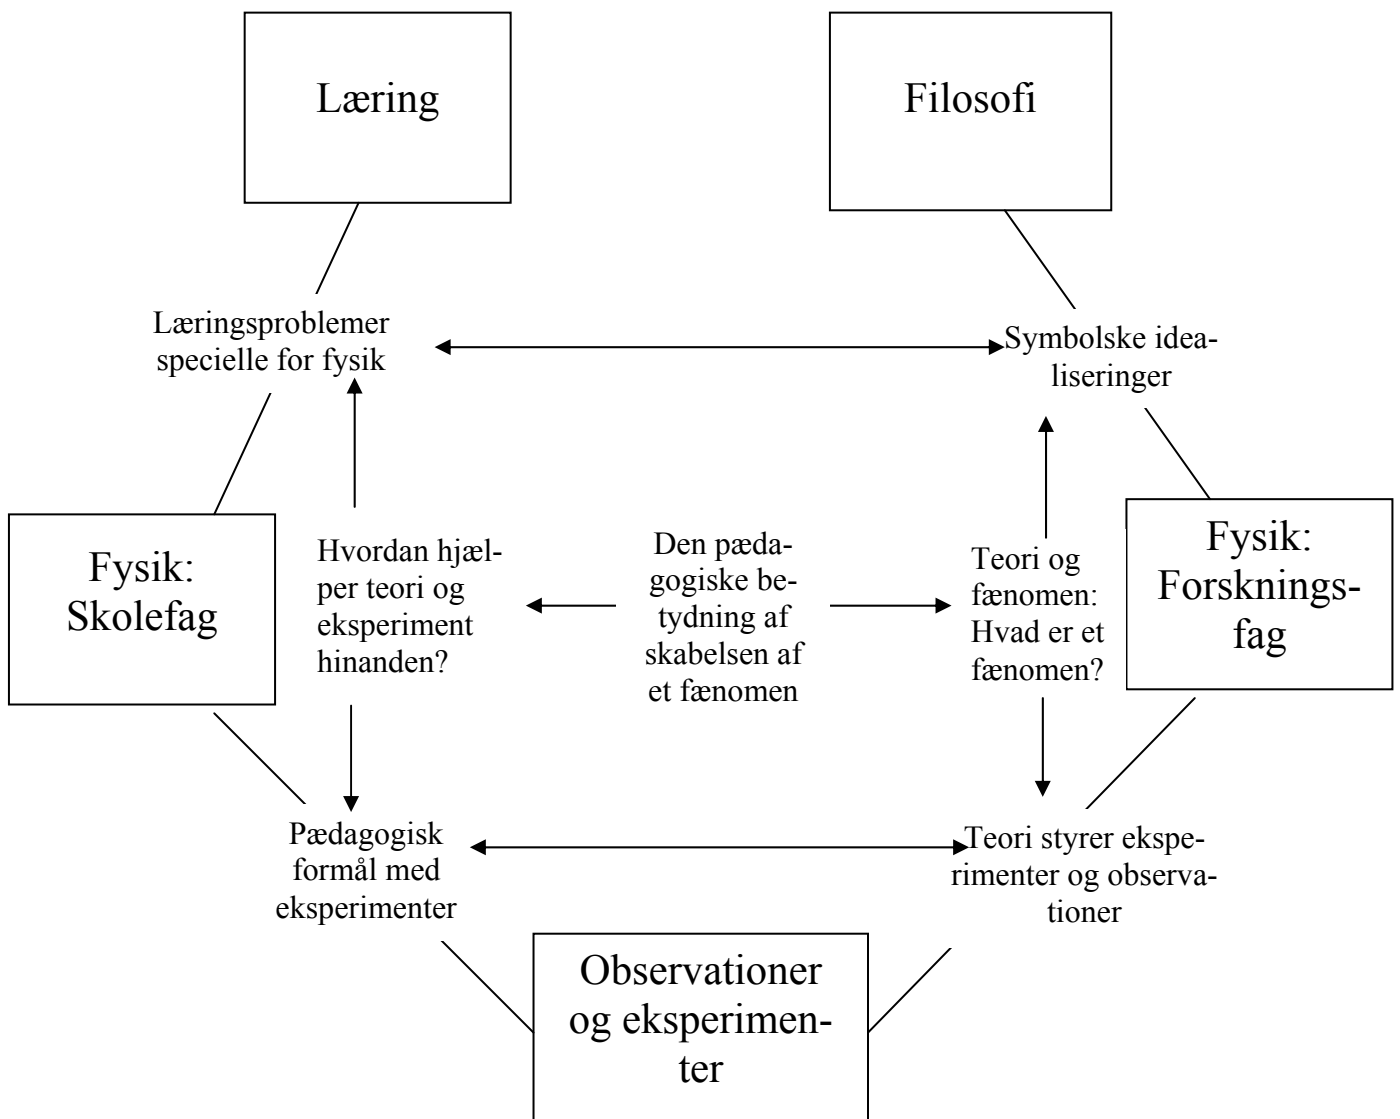 Læring
Filosofi
Læringsproblemer
specielle for fysik
Symbolske idea-
liseringer
Fysik:
Skolefag
Hvordan hjæl-
per teori og
eksperiment
hinanden?
Den pæda-
gogiske be-
tydning af
skabelsen af
et fænomen
Teori og
fænomen:
Hvad er et
fænomen?
Fysik:
Forsknings-
fag
Pædagogisk
formål med
eksperimenter
Teori styrer ekspe-
rimenter og observa-
tioner
Observationer
og eksperimen-
ter